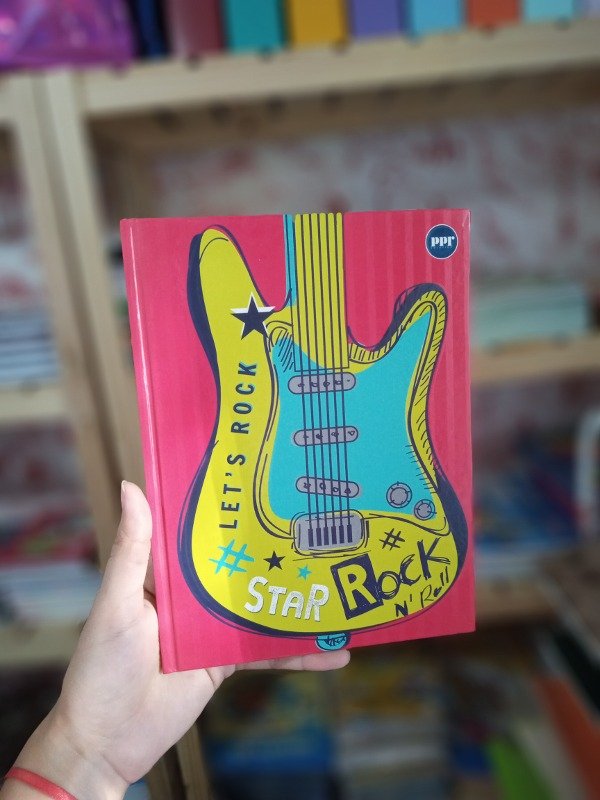 ppr
LET'S ROCK
#
STAR
#
ROCK
N' Roll